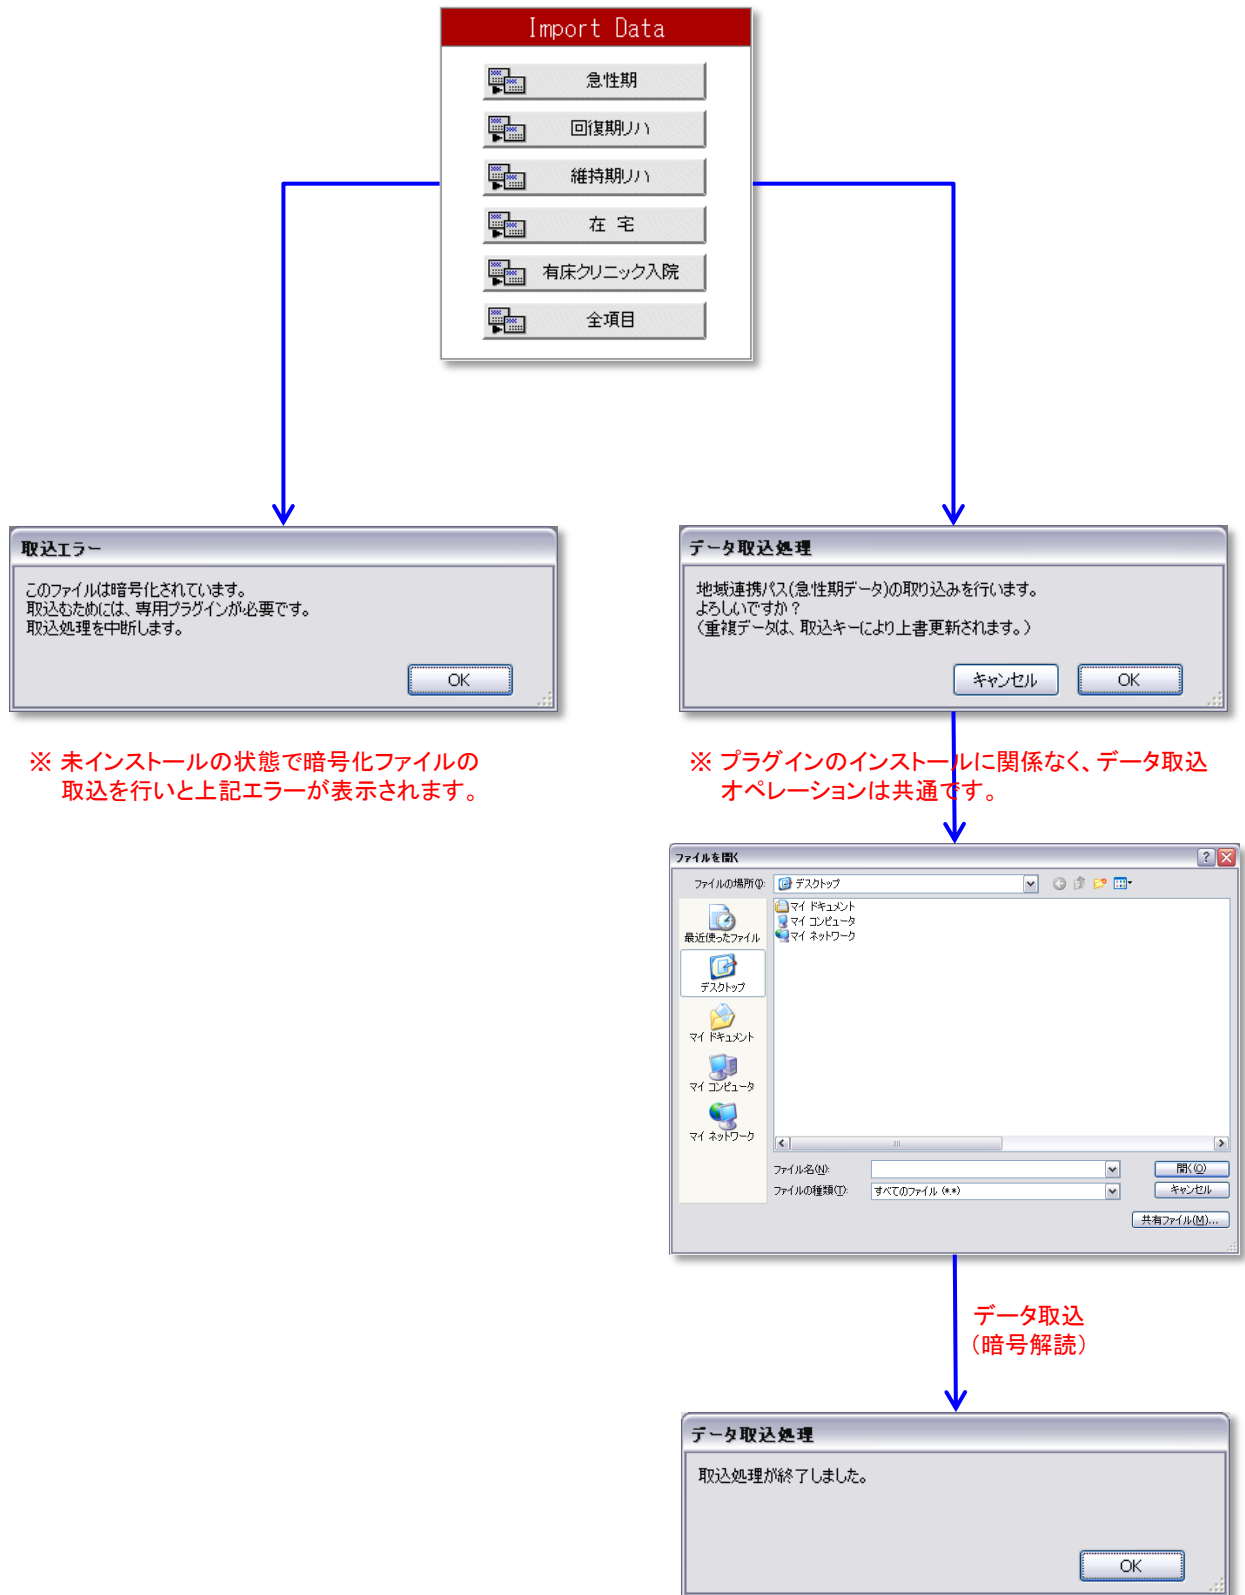 Import Data
急性期
回復期リハ
維持期リハ
在 宅
有床クリニック入院
全項目
取込エラー
このファイルは暗号化されています。
取込むためには、専用プラグインが必要です。
取込処理を中断します。
OK
※ 未インストールの状態で暗号化ファイルの
取込を行いと上記エラーが表示されます。
データ取込処理
地域連携パス(急性期データ)の取り込みを行います。
よろしいですか？
（重複データは、取込キーにより上書更新されます。）
キャンセル
OK
※ プラグインのインストールに関係なく、データ取込
オペレーションは共通です。
ファイルを開く
ファイルの場所(I):
デスクトップ
最近使ったファイル
デスクトップ
マイ ドキュメント
マイ コンピュータ
マイ ネットワーク
マイ ドキュメント
マイ コンピュータ
マイ ネットワーク
ファイル名(N):
開く(O)
ファイルの種類(T):
すべてのファイル (*.*)
キャンセル
共有ファイル(M)...
データ取込
（暗号解読）
データ取込処理
取込処理が終了しました。
OK